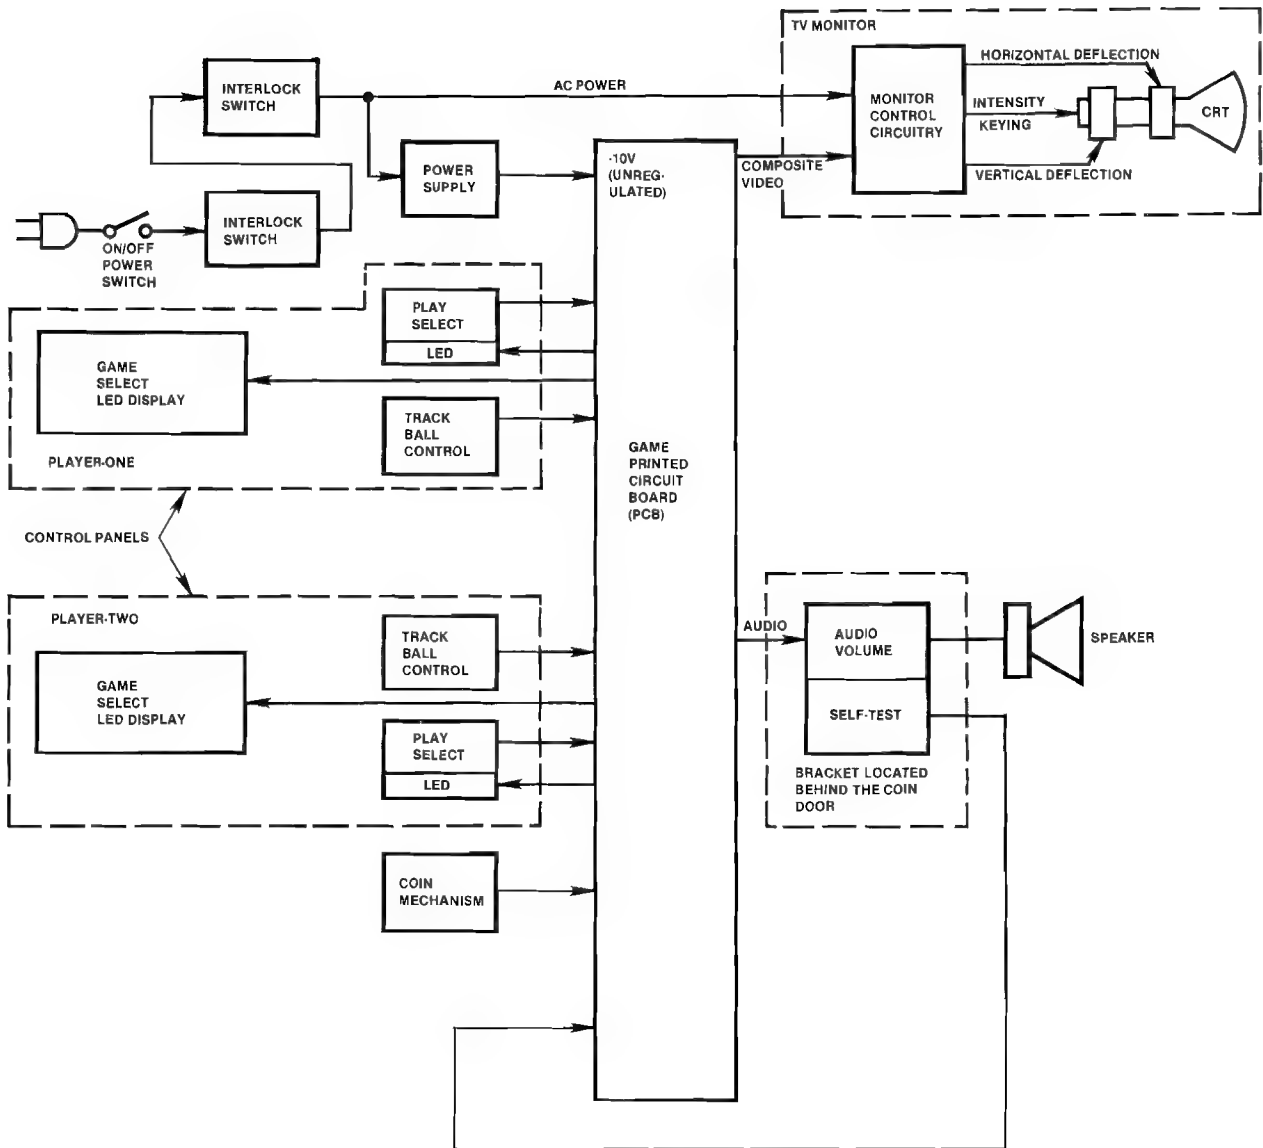 TV MONITOR
INTERLOCK
SWITCH
AC POWER
HORIZONTAL DEFLECTION
MONITOR
CONTROL
CIRCUITRY
INTENSITY
KEYING
CRT
VERTICAL DEFLECTION
POWER
SUPPLY
-10V
(UNREG-
ULATED)
COMPOSITE
VIDEO
INTERLOCK
SWITCH
ON/OFF
POWER
SWITCH
PLAY
SELECT
LED
GAME
SELECT
LED DISPLAY
TRACK
BALL
CONTROL
PLAYER-ONE
GAME
PRINTED
CIRCUIT
BOARD
(PCB)
CONTROL PANELS
PLAYER-TWO
TRACK
BALL
CONTROL
GAME
SELECT
LED DISPLAY
PLAY
SELECT
LED
AUDIO
AUDIO
VOLUME
SPEAKER
SELF-TEST
BRACKET LOCATED
BEHIND THE COIN
DOOR
COIN
MECHANISM